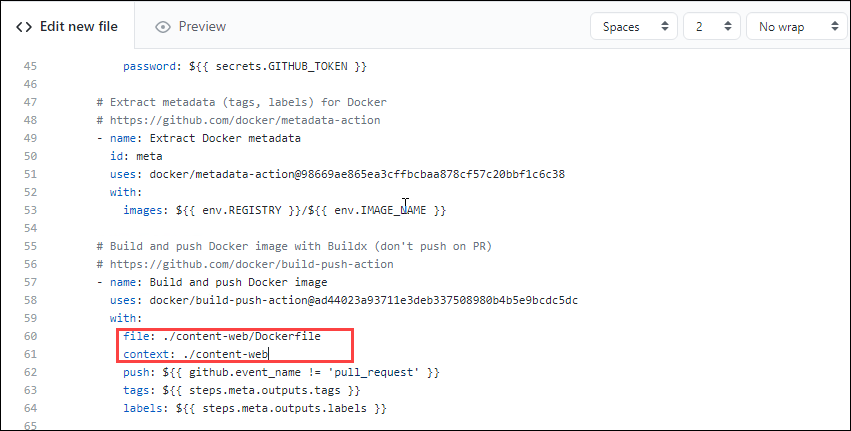 Edit new file
Preview
Spaces
2
No wrap
45 password: ${{ secrets.GITHUB_TOKEN }}
46
47 # Extract metadata (tags, labels) for Docker
48 # https://github.com/docker/metadata-action
49 - name: Extract Docker metadata
50 id: meta
51 uses: docker/metadata-action@98669ae865ea3cffbcbaa878cf57c20bbf1c6c38
52 with:
53 images: ${{ env.REGISTRY }}/${{ env.IMAGE_NAME }}
54
55 # Build and push Docker image with Buildx (don't push on PR)
56 # https://github.com/docker/build-push-action
57 - name: Build and push Docker image
58 uses: docker/build-push-action@ad44023a93711e3deb337508980b4b5e9bcdc5dc
59 with:
60 file: ./content-web/Dockerfile
61 context: ./content-web
62 push: ${{ github.event_name != 'pull_request' }}
63 tags: ${{ steps.meta.outputs.tags }}
64 labels: ${{ steps.meta.outputs.labels }}
65